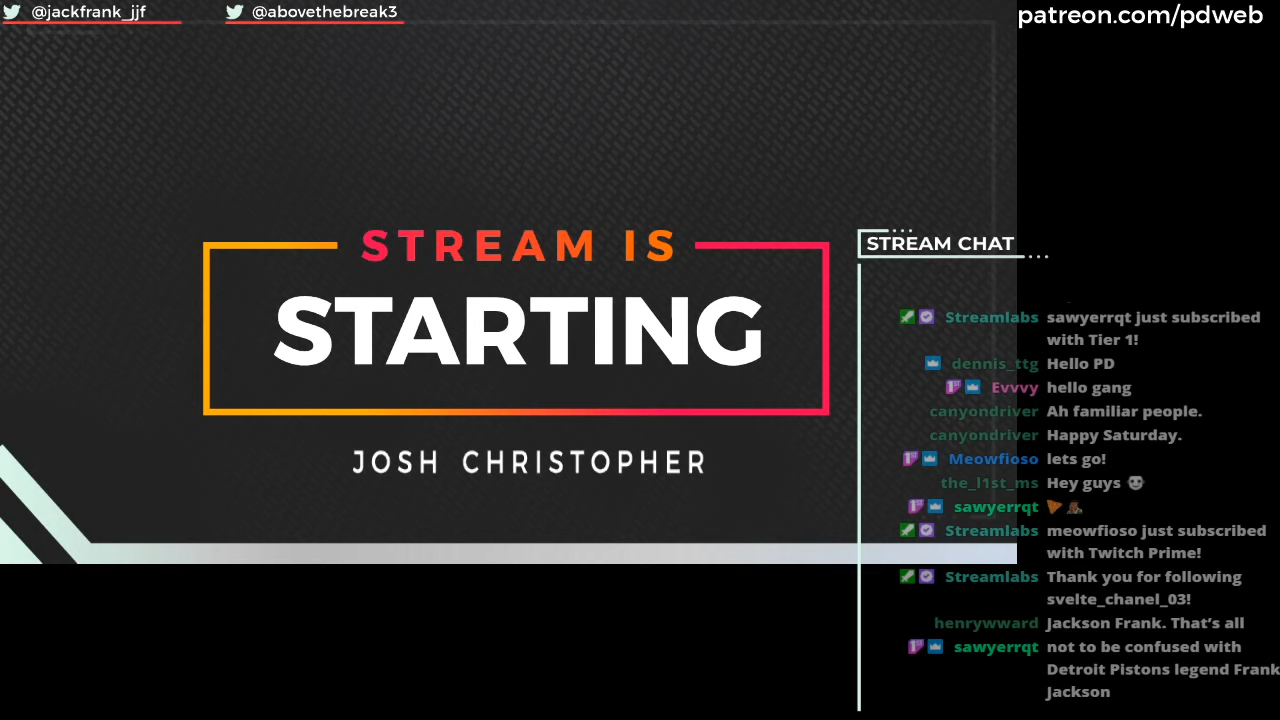 @jackfrank_jjf
@abovethebreak3
patreon.com/pdweb
STREAM IS
STARTING
JOSH CHRISTOPHER
STREAM CHAT
Streamlabs sawyerrqt just subscribed
with Tier 1!
dennis_ttg Hello PD
Evvvy hello gang
canyondriver Ah familiar people.
canyondriver Happy Saturday.
Meowfioso lets go!
the_l1st_ms Hey guys
sawyerrqt
Streamlabs meowfioso just subscribed
with Twitch Prime!
Streamlabs Thank you for following
svelte_chanel_03!
henrywward Jackson Frank. That’s all
sawyerrqt not to be confused with
Detroit Pistons legend Frank
Jackson